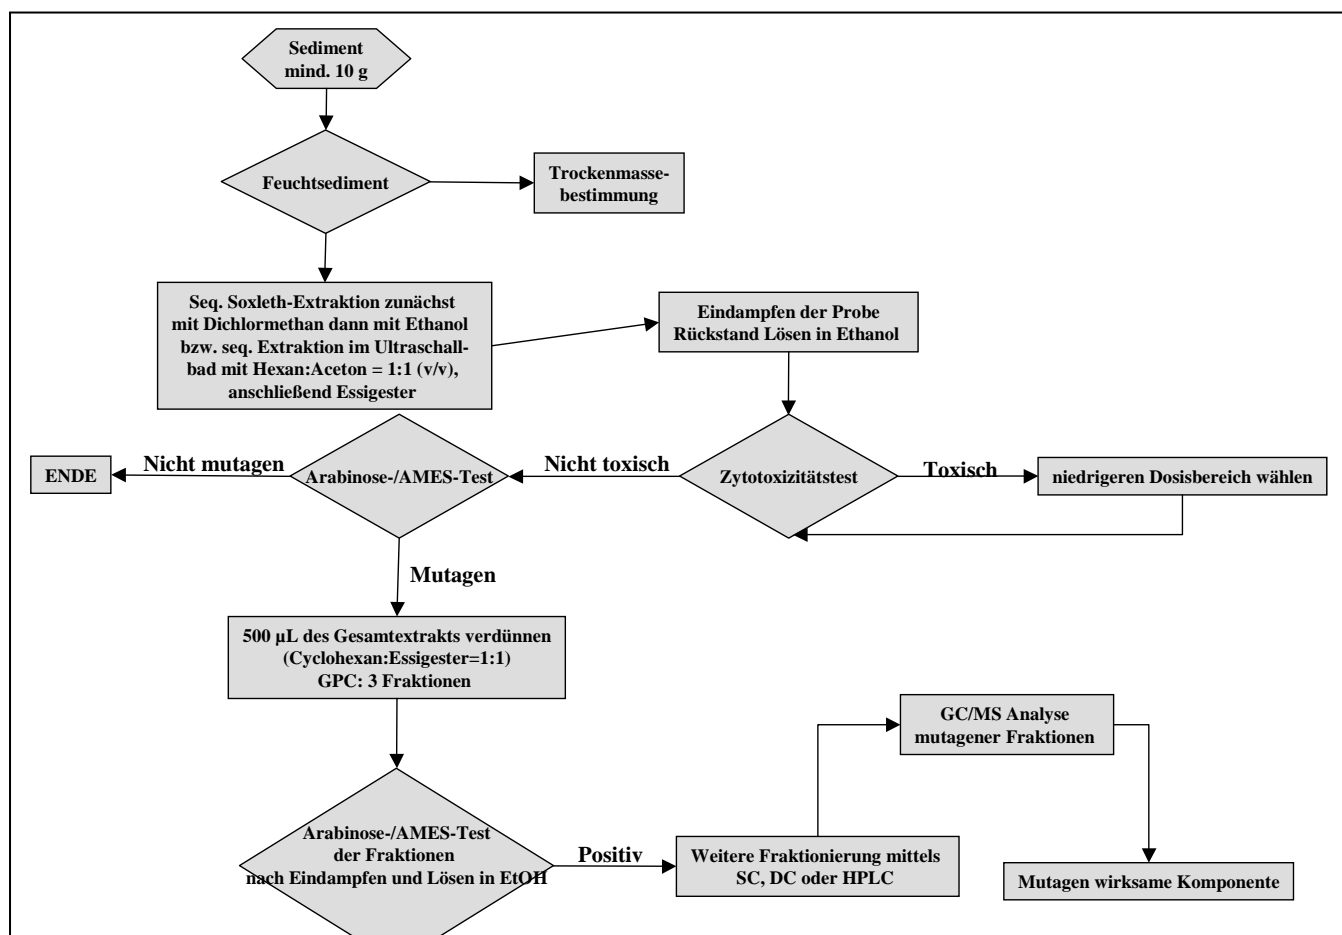 Sediment
mind. 10 g
Feuchtsediment
Trockenmasse-
bestimmung
Seq. Soxleth-Extraktion zunächst
mit Dichlormethan dann mit Ethanol
bzw. seq. Extraktion im Ultraschall-
bad mit Hexan:Aceton = 1:1 (v/v),
anschließend Essigester
Eindampfen der Probe
Rückstand Lösen in Ethanol
ENDE
Nicht mutagen
Arabinose-/AMES-Test
Nicht toxisch
Zytotoxizitätstest
Toxisch
niedrigeren Dosisbereich wählen
Mutagen
500 µL des Gesamtextrakts verdünnen
(Cyclohexan:Essigester=1:1)
GPC: 3 Fraktionen
GC/MS Analyse
mutagener Fraktionen
Arabinose-/AMES-Test
der Fraktionen
nach Eindampfen und Lösen in EtOH
Positiv
Weitere Fraktionierung mittels
SC, DC oder HPLC
Mutagen wirksame Komponente